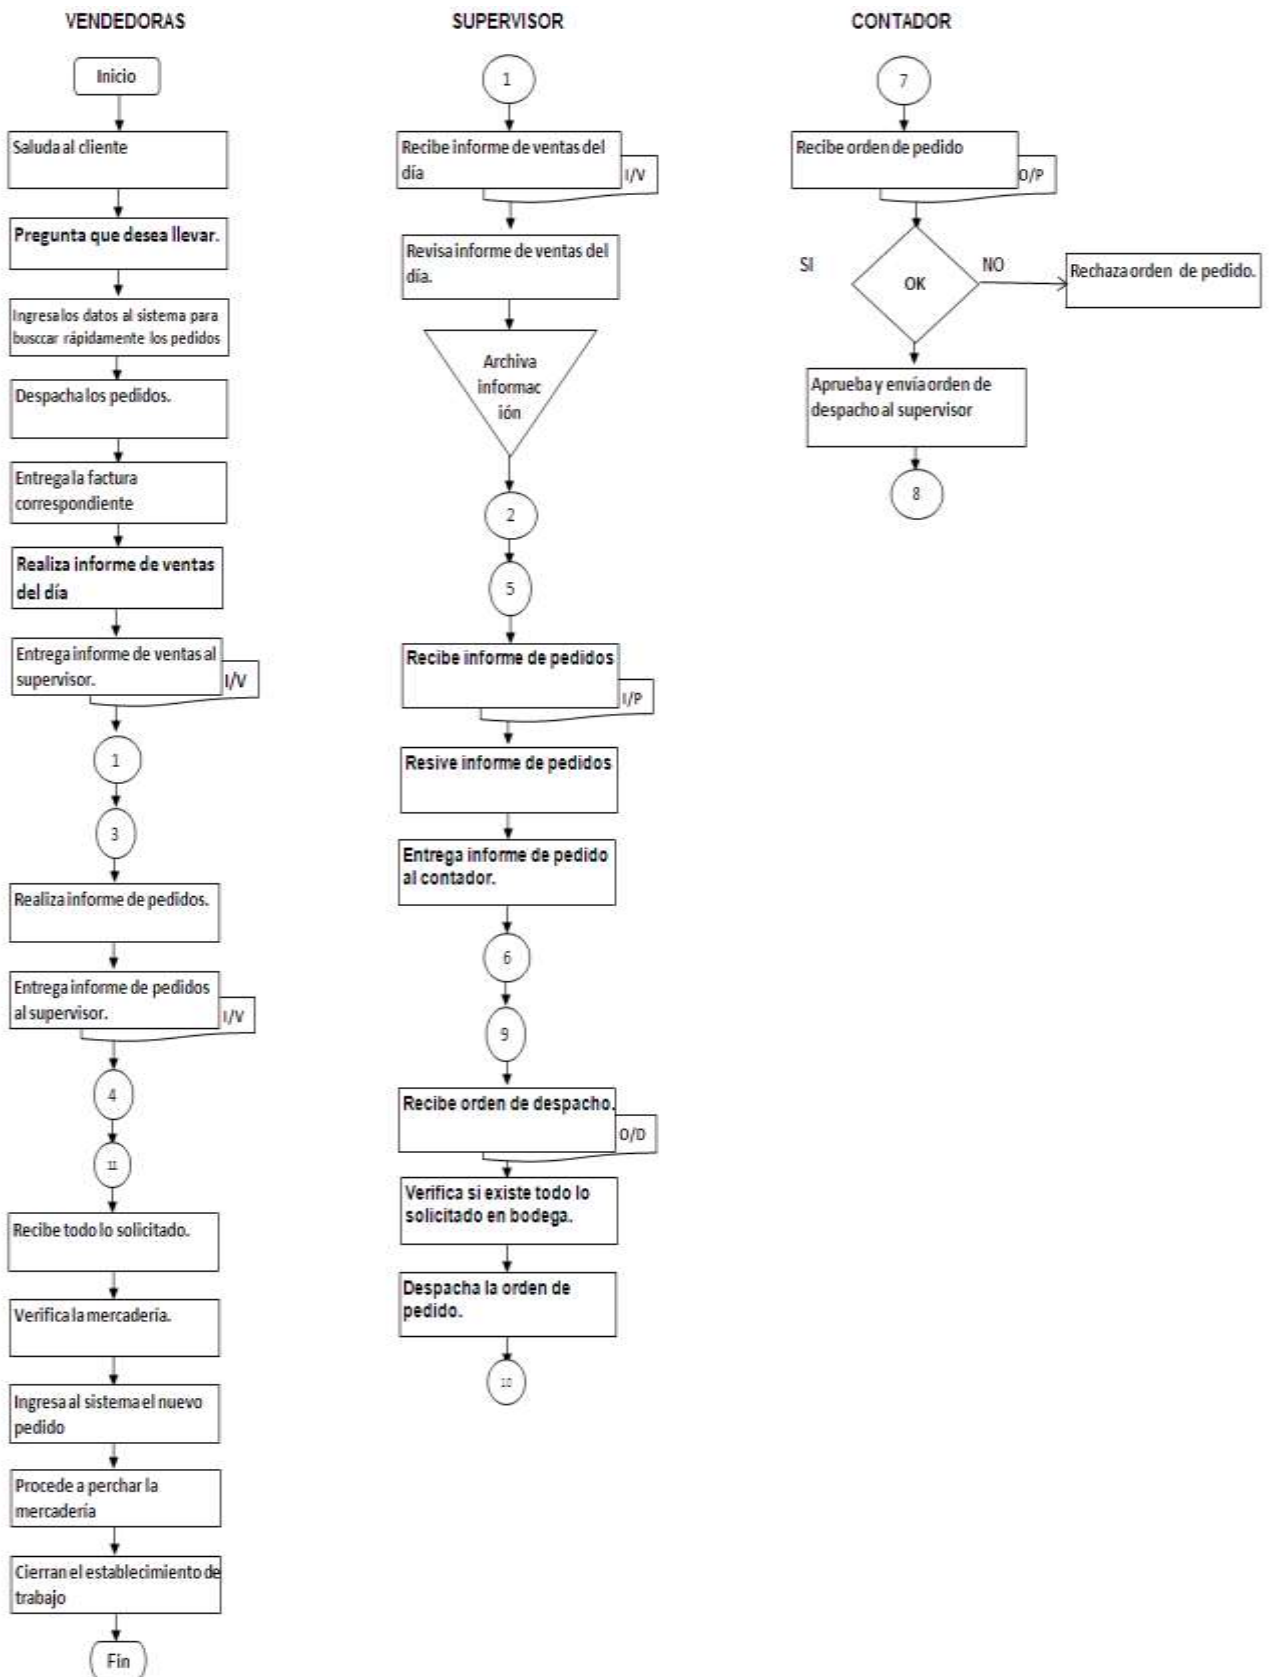 VENDEDORAS
Inicio
Saluda al cliente
Pregunta que desea llevar.
Ingresa los datos al sistema para
busccar rápidamente los pedidos
Despacha los pedidos.
Entrega la factura
correspondiente
Realiza informe de ventas
del día
Entrega informe de ventas al
supervisor.
I/V
1
3
Realiza informe de pedidos.
Entrega informe de pedidos
al supervisor.
I/V
4
11
Recibe todo lo solicitado.
Verifica la mercadería.
Ingresa al sistema el nuevo
pedido
Procede a perchar la
mercadería
Cierran el establecimiento de
trabajo
Fin
SUPERVISOR
1
Recibe informe de ventas del
día
I/V
Revisa informe de ventas del
día.
Archiva
informac
ión
2
5
Recibe informe de pedidos
I/P
Resive informe de pedidos
Entrega informe de pedido
al contador.
6
9
Recibe orden de despacho.
O/D
Verifica si existe todo lo
solicitado en bodega.
Despacha la orden de
pedido.
10
CONTADOR
7
Recibe orden de pedido
O/P
SI
OK
NO
Rechaza orden de pedido.
Aprueba y envía orden de
despacho al supervisor
8